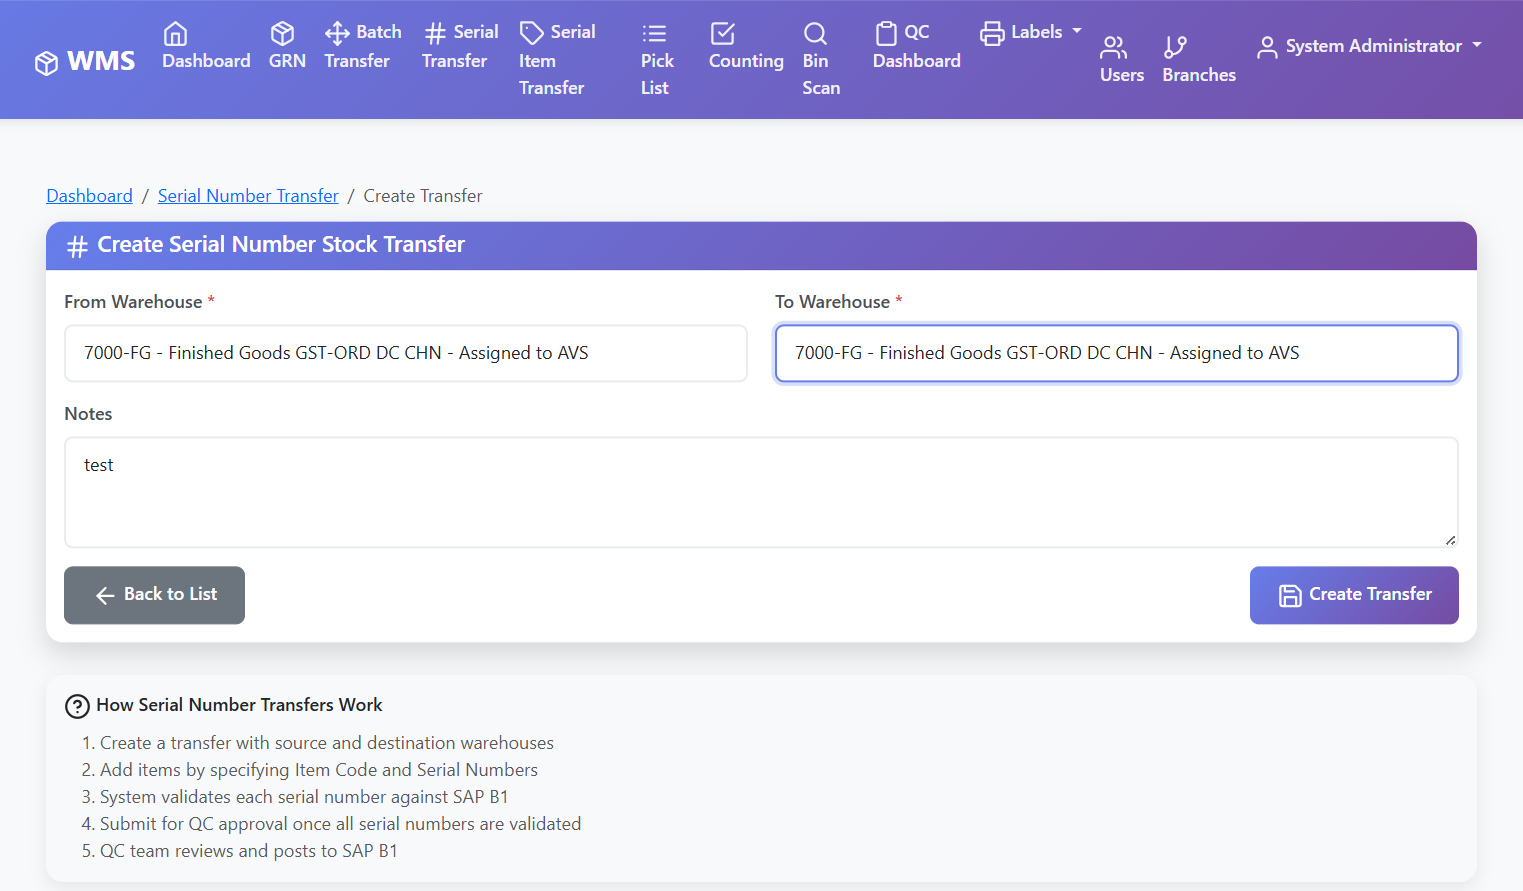 WMS
Dashboard
GRN
Batch
Transfer
Serial
Transfer
Serial
Item
Transfer
Pick
List
Counting
Bin
Scan
QC
Dashboard
Labels
Users
Branches
System Administrator
Dashboard / Serial Number Transfer / Create Transfer
# Create Serial Number Stock Transfer
From Warehouse *
To Warehouse *
7000-FG - Finished Goods GST-ORD DC CHN - Assigned to AVS
7000-FG - Finished Goods GST-ORD DC CHN - Assigned to AVS
Notes
test
Back to List
Create Transfer
How Serial Number Transfers Work
1. Create a transfer with source and destination warehouses
2. Add items by specifying Item Code and Serial Numbers
3. System validates each serial number against SAP B1
4. Submit for QC approval once all serial numbers are validated
5. QC team reviews and posts to SAP B1